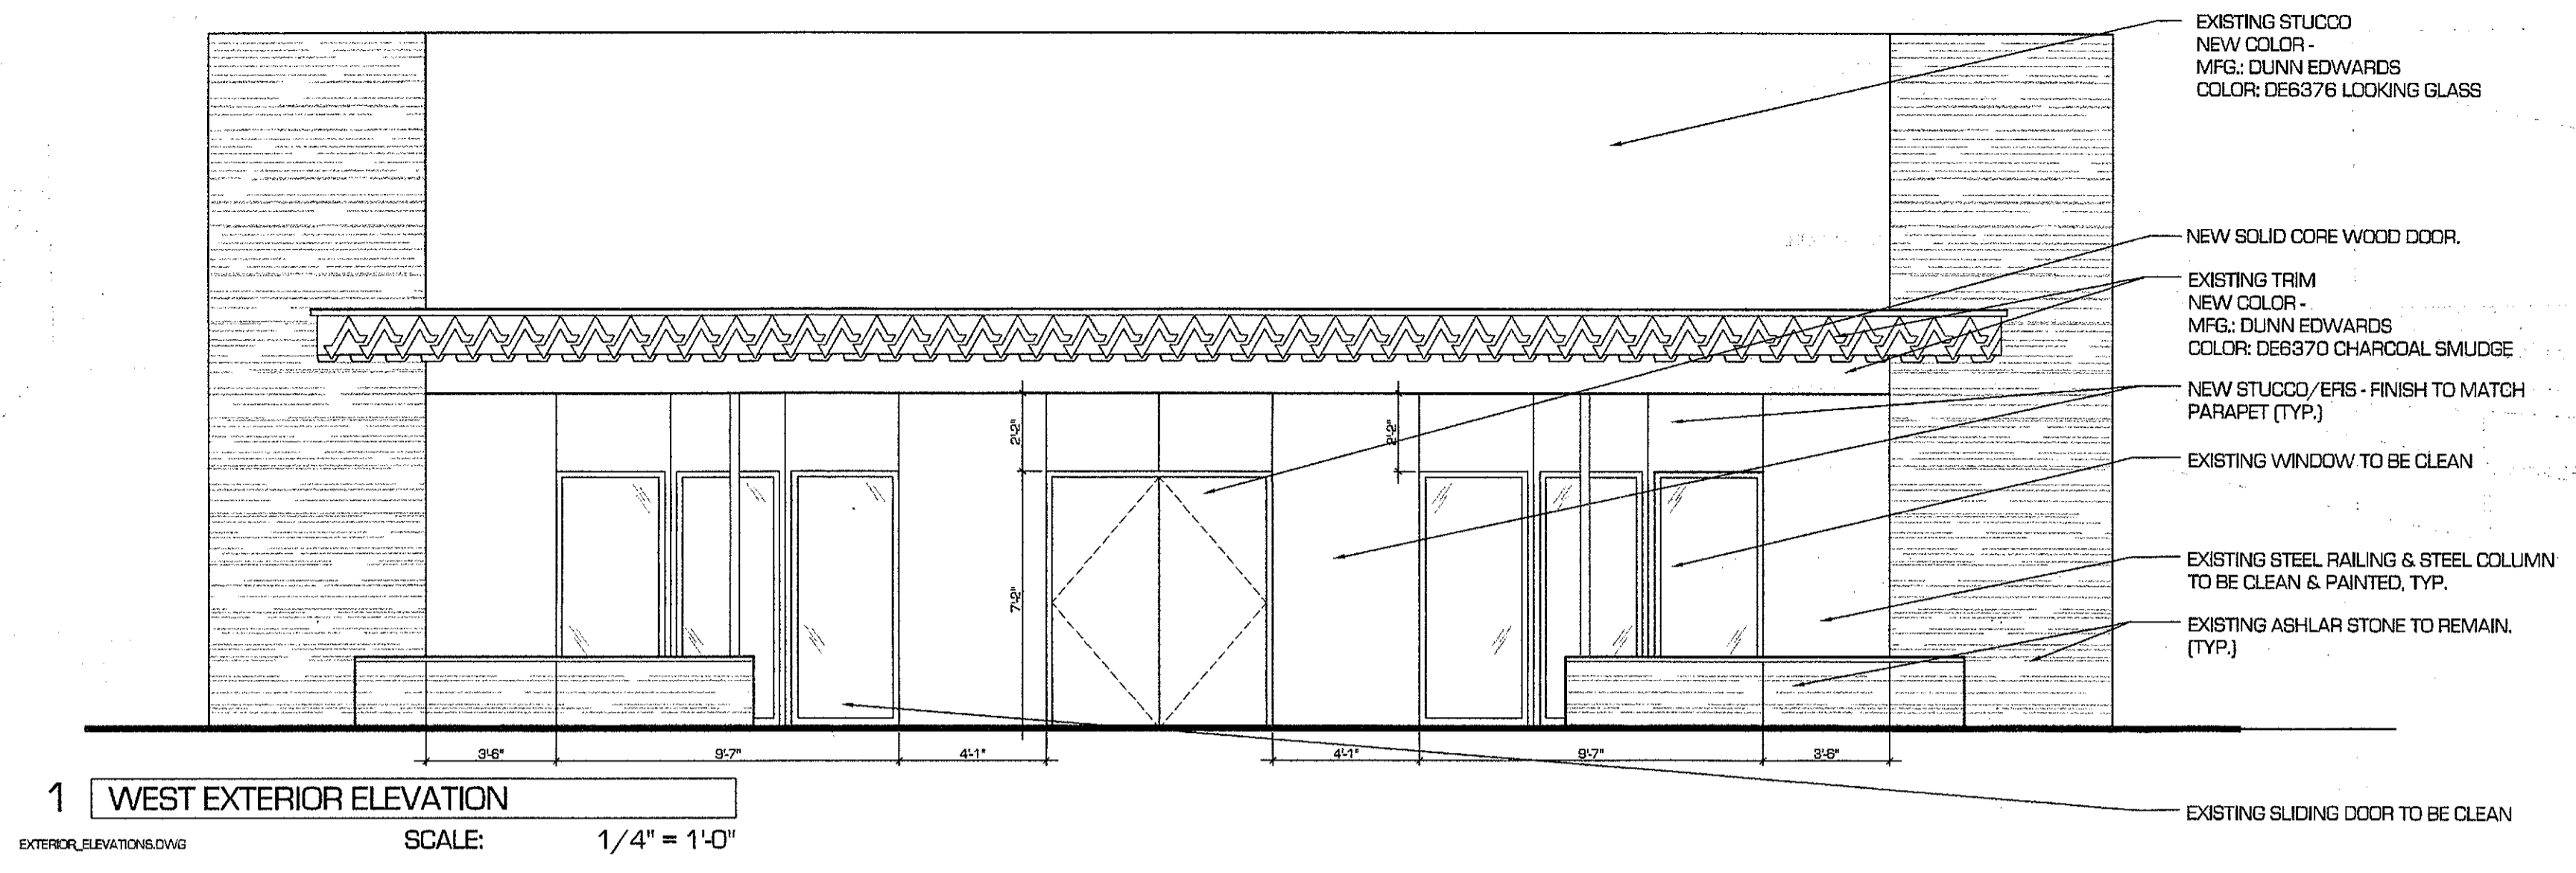 EXISTING STUCCO
NEW COLOR -
MFG.: DUNN EDWARDS
COLOR: DE6376 LOOKING GLASS
NEW SOLID CORE WOOD DOOR.
EXISTING TRIM
NEW COLOR -
MFG.: DUNN EDWARDS
COLOR: DE6370 CHARCOAL SMUDGE
NEW STUCCO/EFIS - FINISH TO MATCH
PARAPET (TYP.)
EXISTING WINDOW TO BE CLEAN
EXISTING STEEL RAILING & STEEL COLUMN
TO BE CLEAN & PAINTED, TYP.
EXISTING ASHLAR STONE TO REMAIN.
(TYP.)
EXISTING SLIDING DOOR TO BE CLEAN
2'-2"
2'-2"
7'-2"
3'-6" 9'-7" 4'-1" 4'-1" 9'-7" 3'-6"
1 WEST EXTERIOR ELEVATION
EXTERIOR_ELEVATIONS.DWG SCALE: 1/4" = 1'-0"